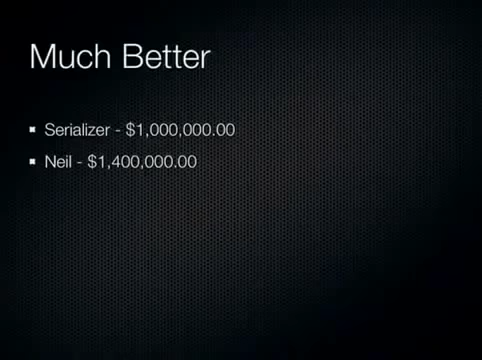 Much Better
Serializer - $1,000,000.00
Neil - $1,400,000.00